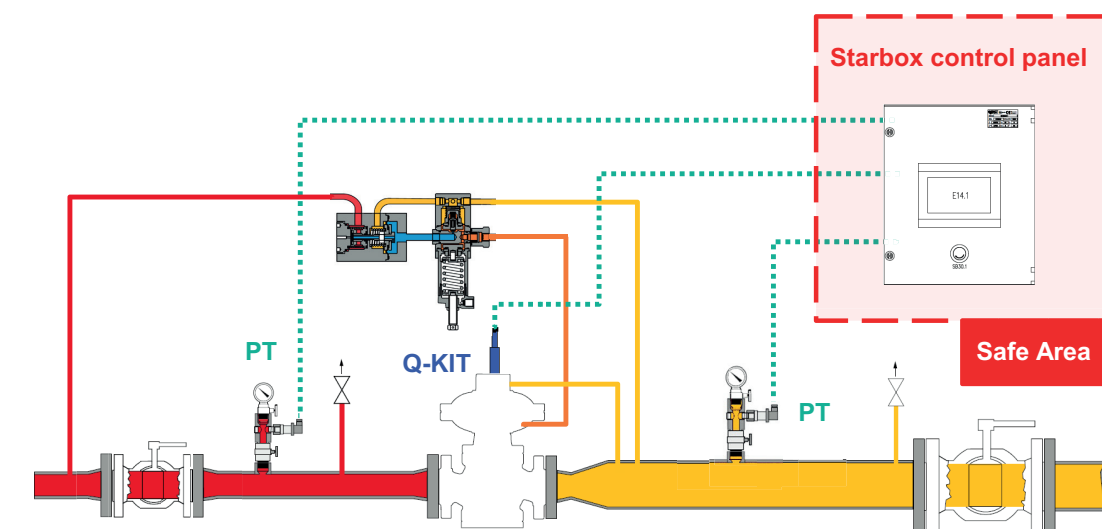 Starbox control panel
E14.1
SB30.1
Safe Area
PT
Q-KIT
PT